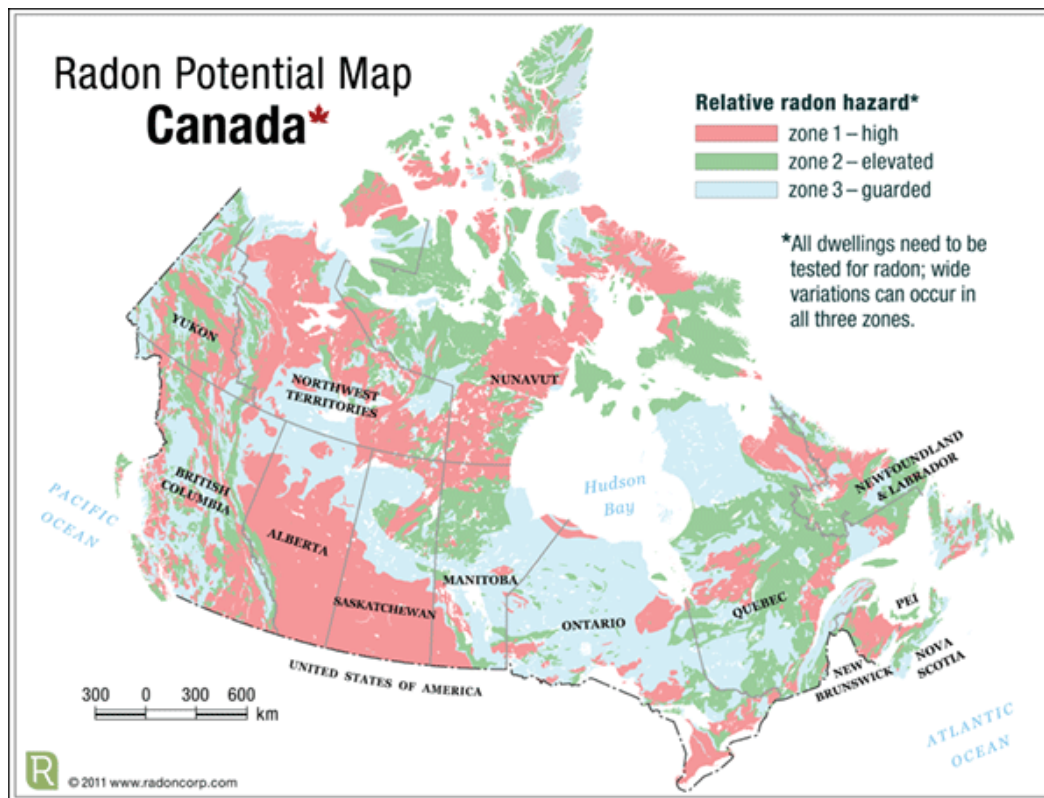 Radon Potential Map
Canada
Relative radon hazard*
zone 1 – high
zone 2 – elevated
zone 3 – guarded
*All dwellings need to be
tested for radon; wide
variations can occur in
all three zones.
YUKON
NORTHWEST
TERRITORIES
NUNAVUT
BRITISH
COLUMBIA
ALBERTA
SASKATCHEWAN
MANITOBA
ONTARIO
QUEBEC
NEWFOUNDLAND
& LABRADOR
PEI
NOVA
SCOTIA
NEW
BRUNSWICK
Hudson
Bay
PACIFIC
OCEAN
ATLANTIC
OCEAN
UNITED STATES OF AMERICA
300 0 300 600
km
R
© 2011 www.radoncorp.com